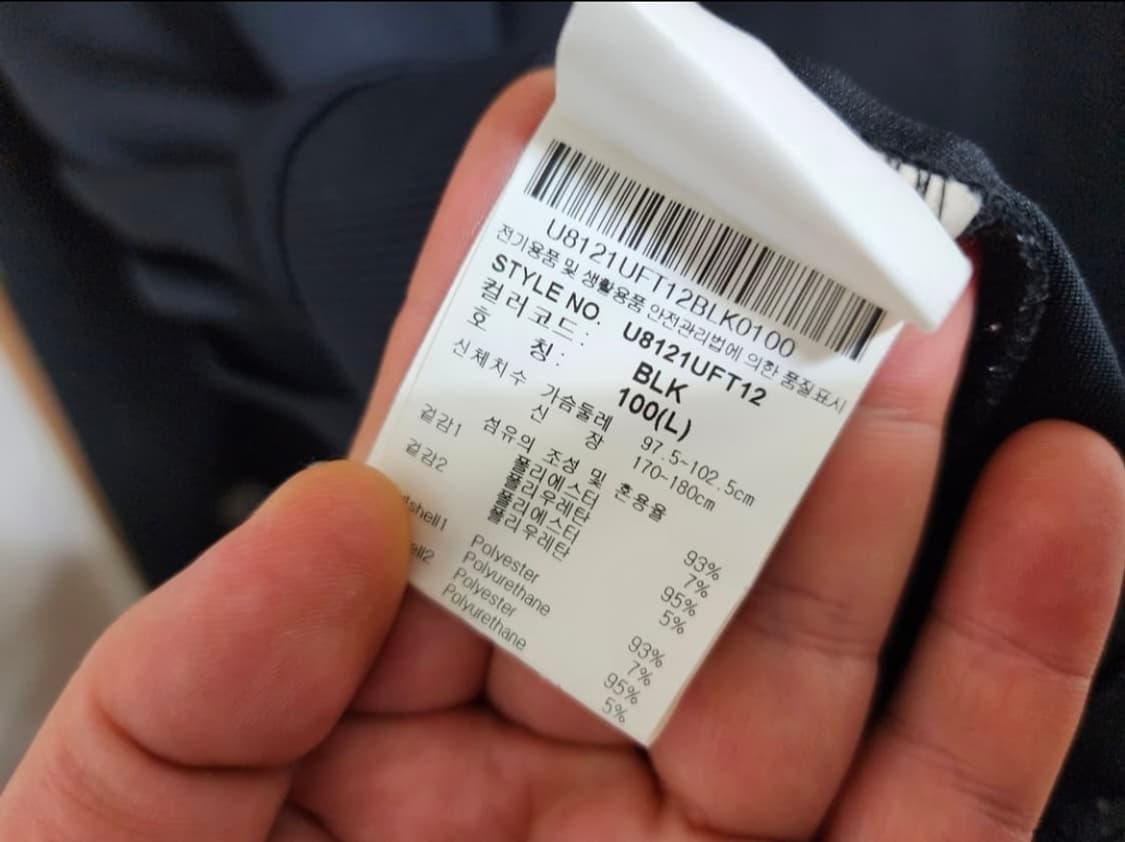 U8121UFT12BLK0100
전기용품 및 생활용품 안전관리법에 의한 품질표시
STYLE NO. U8121UFT12
컬러코드 : BLK
호 칭 : 100(L)
신체치수 가슴둘레 97.5~102.5cm
신 장 170~180cm
섬유의 조성 및 혼용율
겉감1 폴리에스터 93%
폴리우레탄 7%
겉감2 폴리에스터 95%
폴리우레탄 5%
shell1 Polyester 93%
Polyurethane 7%
Polyester 95%
Polyurethane 5%